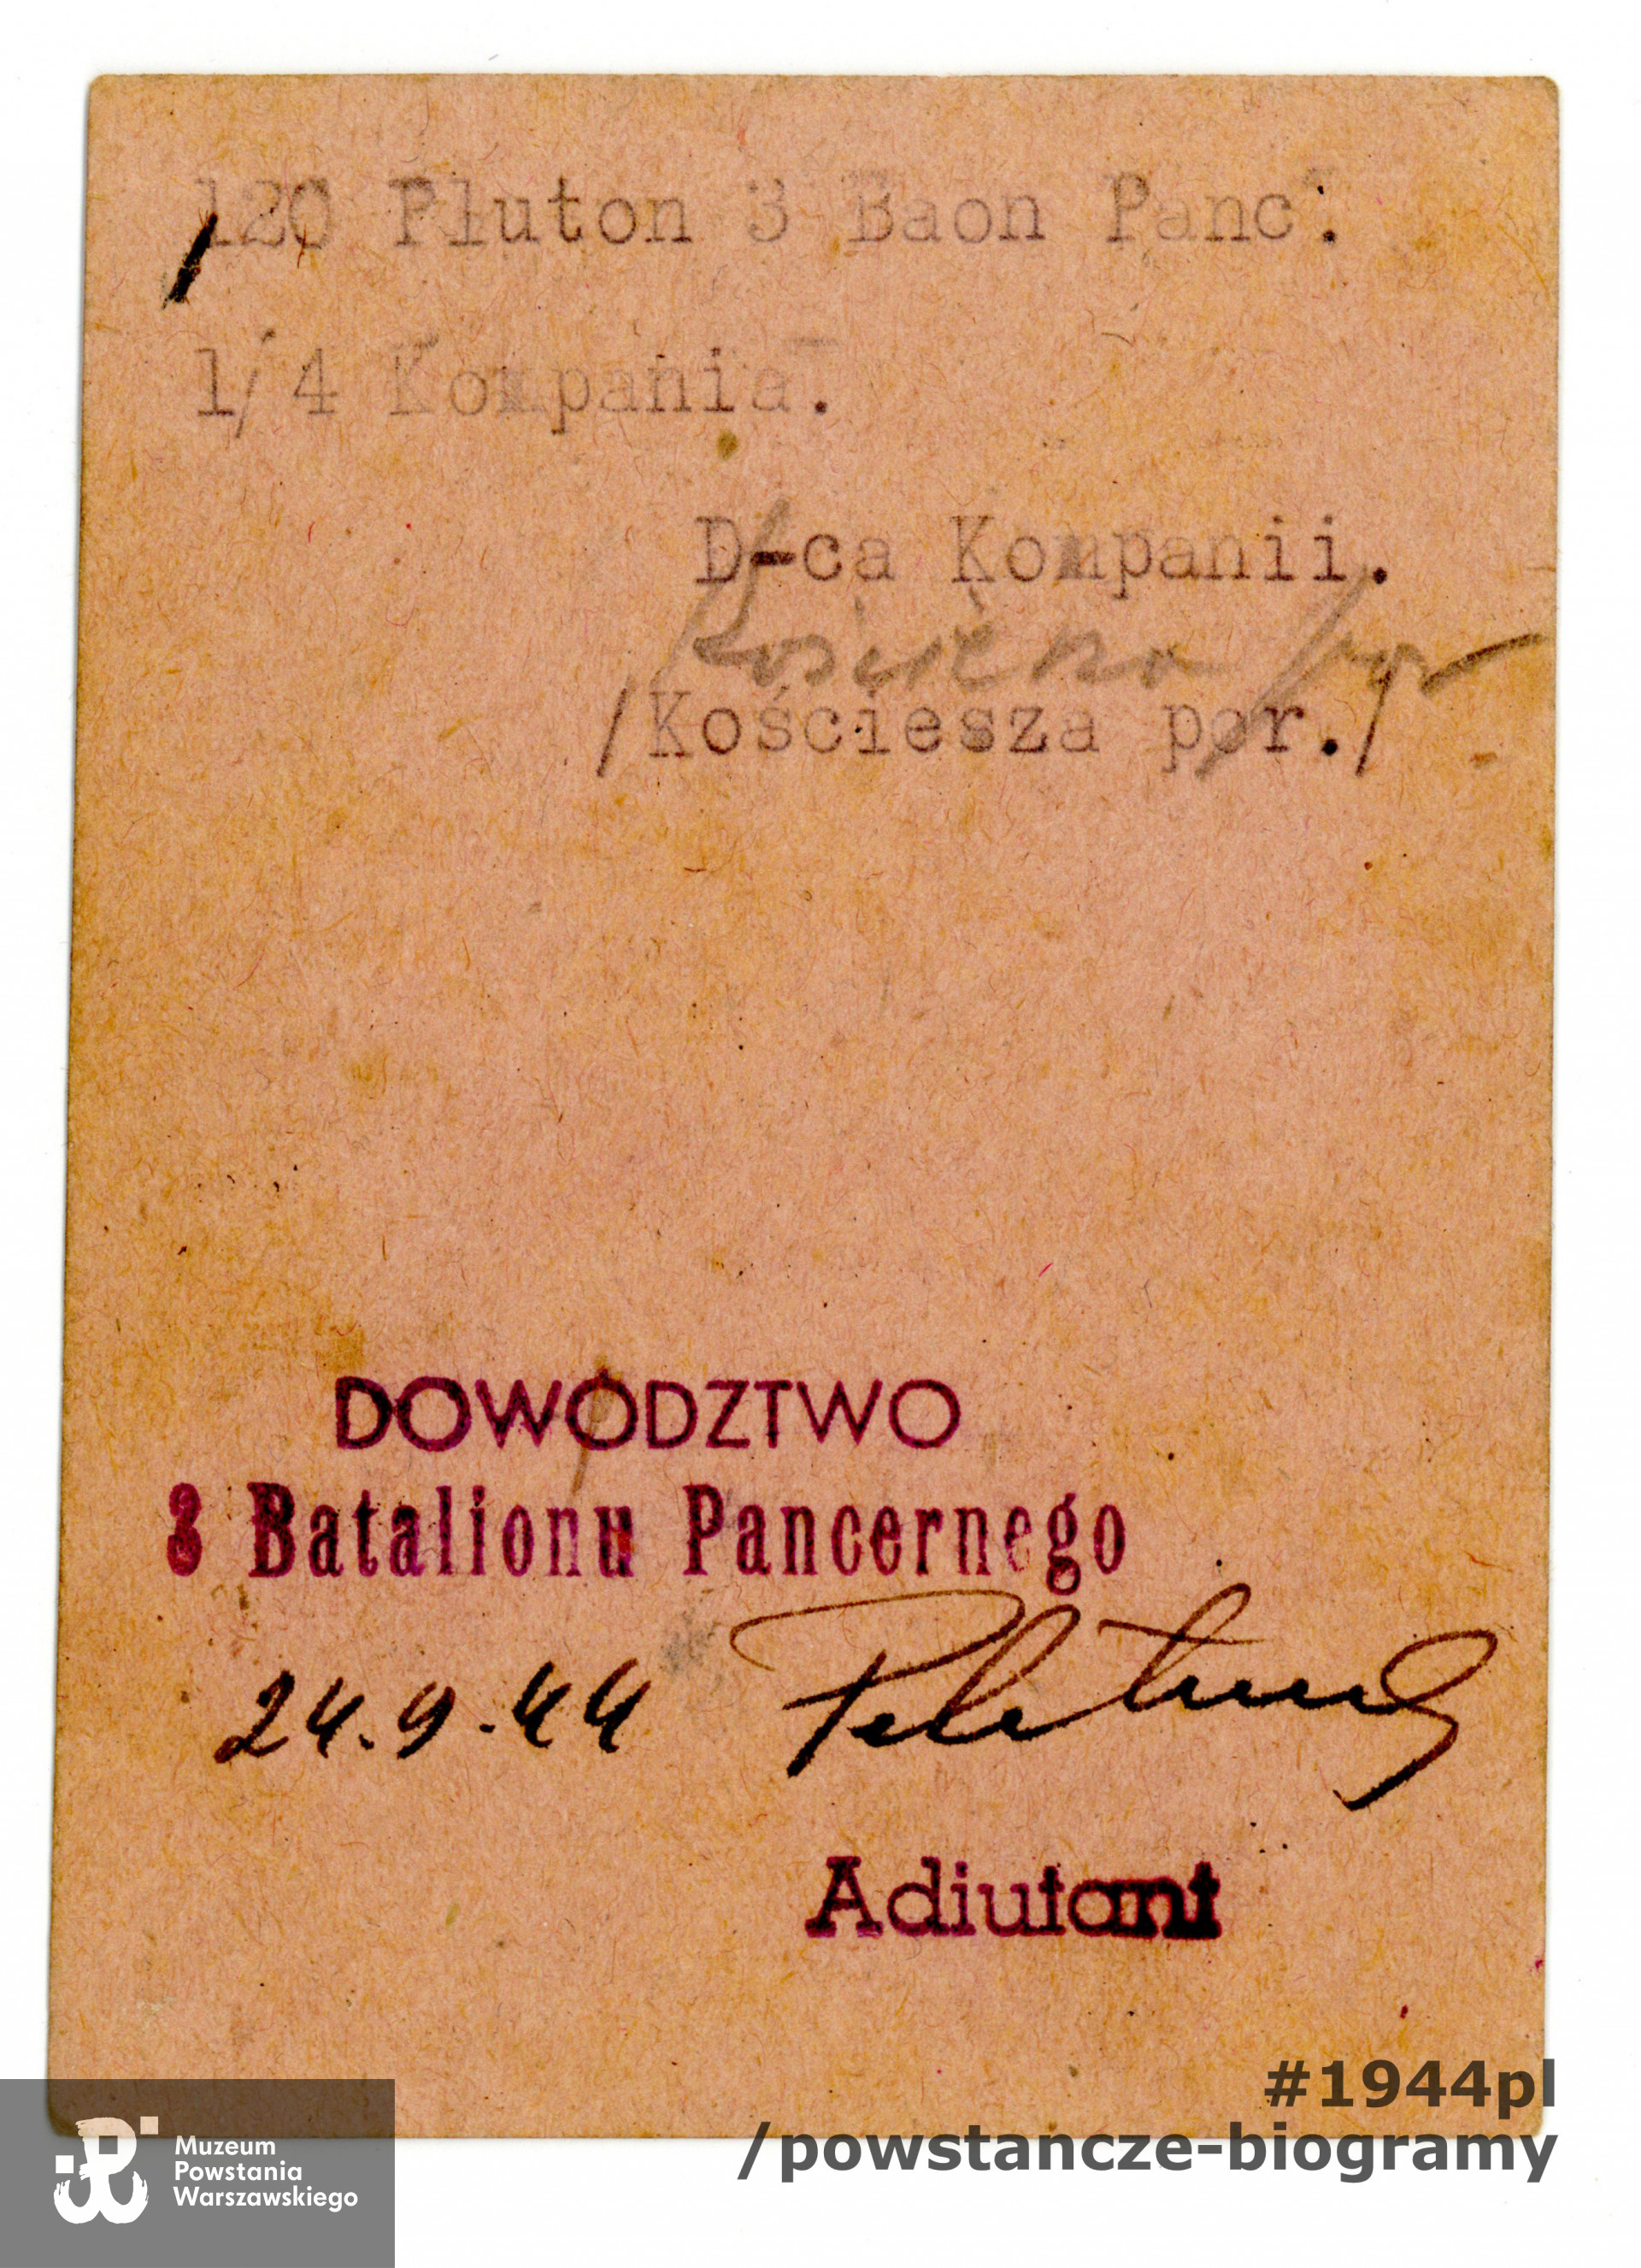 120 Pluton 3 Baon Panc".
1/4 Kompania.
D-ca Kompanii.
por
/Kościesza por./
DOWÓDZTWO
3 Batalionu Pancernego
24.9.44
Adiutant
#1944pl
/powstancze-biogramy
Muzeum
Powstania
Warszawskiego